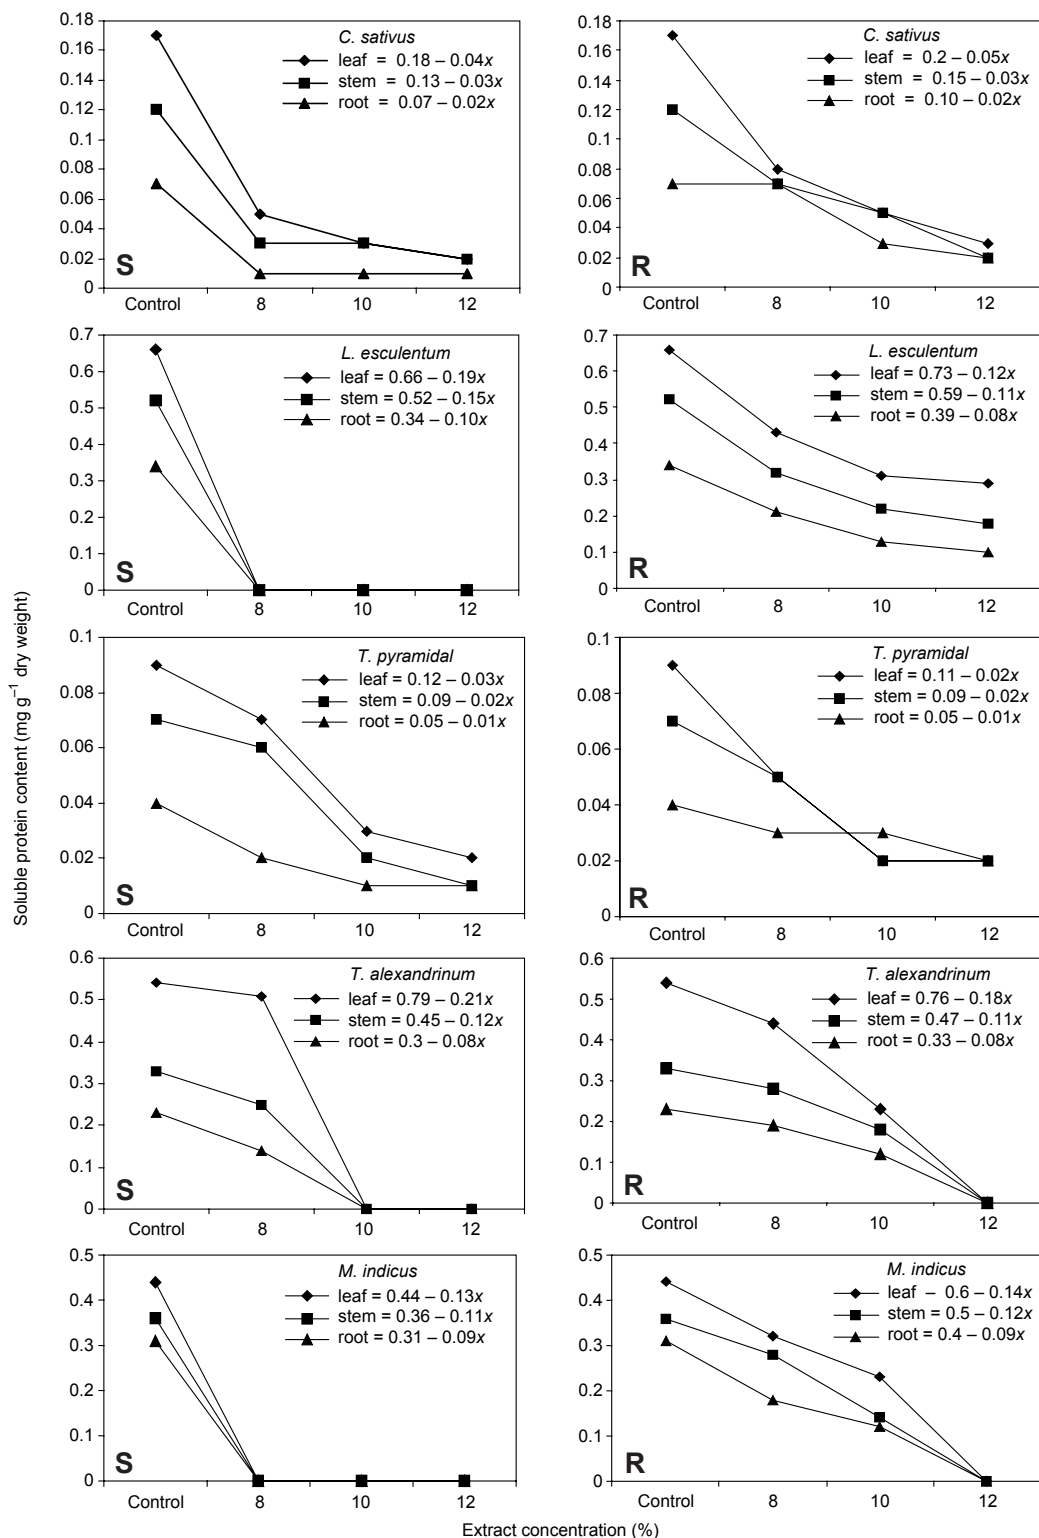 Soluble protein content (mg g⁻¹ dry weight)
0.18
0.16
0.14
0.12
0.1
0.08
0.06
0.04
0.02
0
C. sativus
leaf = 0.18 – 0.04x
stem = 0.13 – 0.03x
root = 0.07 – 0.02x
S
Control 8 10 12
0.18
0.16
0.14
0.12
0.1
0.08
0.06
0.04
0.02
0
C. sativus
leaf = 0.2 – 0.05x
stem = 0.15 – 0.03x
root = 0.10 – 0.02x
R
Control 8 10 12
0.7
0.6
0.5
0.4
0.3
0.2
0.1
0
L. esculentum
leaf = 0.66 – 0.19x
stem = 0.52 – 0.15x
root = 0.34 – 0.10x
S
Control 8 10 12
0.7
0.6
0.5
0.4
0.3
0.2
0.1
0
L. esculentum
leaf = 0.73 – 0.12x
stem = 0.59 – 0.11x
root = 0.39 – 0.08x
R
Control 8 10 12
0.1
0.08
0.06
0.04
0.02
0
T. pyramidal
leaf = 0.12 – 0.03x
stem = 0.09 – 0.02x
root = 0.05 – 0.01x
S
Control 8 10 12
0.1
0.08
0.06
0.04
0.02
0
T. pyramidal
leaf = 0.11 – 0.02x
stem = 0.09 – 0.02x
root = 0.05 – 0.01x
R
Control 8 10 12
0.6
0.5
0.4
0.3
0.2
0.1
0
T. alexandrinum
leaf = 0.79 – 0.21x
stem = 0.45 – 0.12x
root = 0.3 – 0.08x
S
Control 8 10 12
0.6
0.5
0.4
0.3
0.2
0.1
0
T. alexandrinum
leaf = 0.76 – 0.18x
stem = 0.47 – 0.11x
root = 0.33 – 0.08x
R
Control 8 10 12
0.5
0.4
0.3
0.2
0.1
0
M. indicus
leaf = 0.44 – 0.13x
stem = 0.36 – 0.11x
root = 0.31 – 0.09x
S
Control 8 10 12
0.5
0.4
0.3
0.2
0.1
0
M. indicus
leaf – 0.6 – 0.14x
stem = 0.5 – 0.12x
root = 0.4 – 0.09x
R
Control 8 10 12
Extract concentration (%)